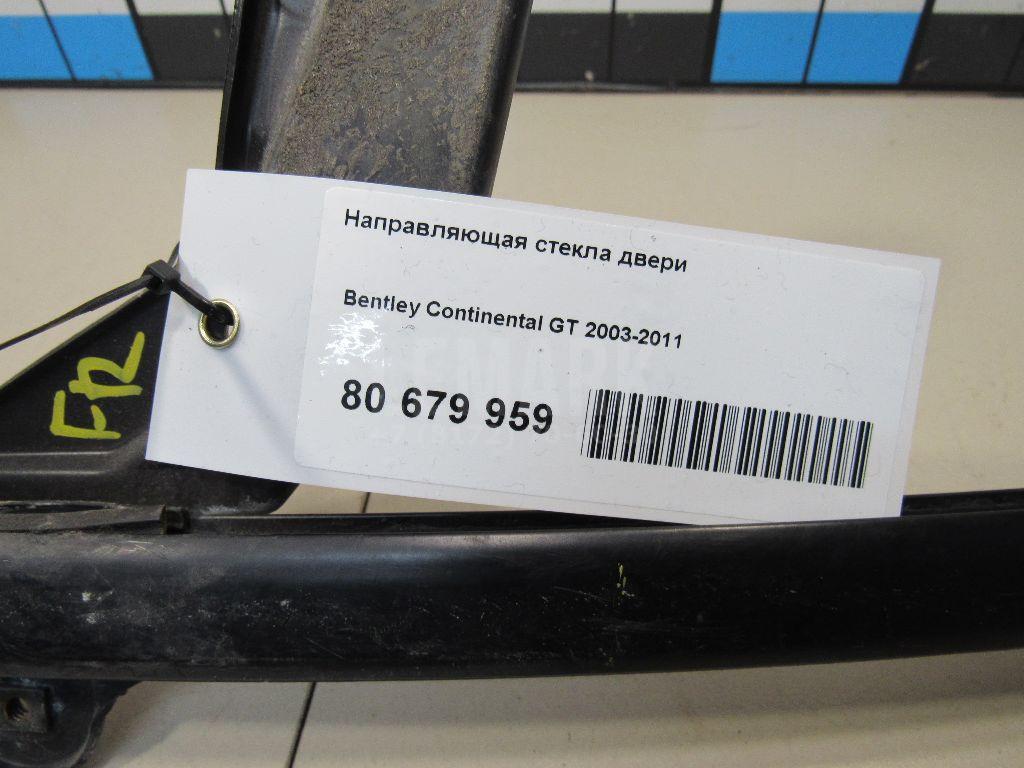 Направляющая стекла двери
Bentley Continental GT 2003-2011
80 679 959
FR